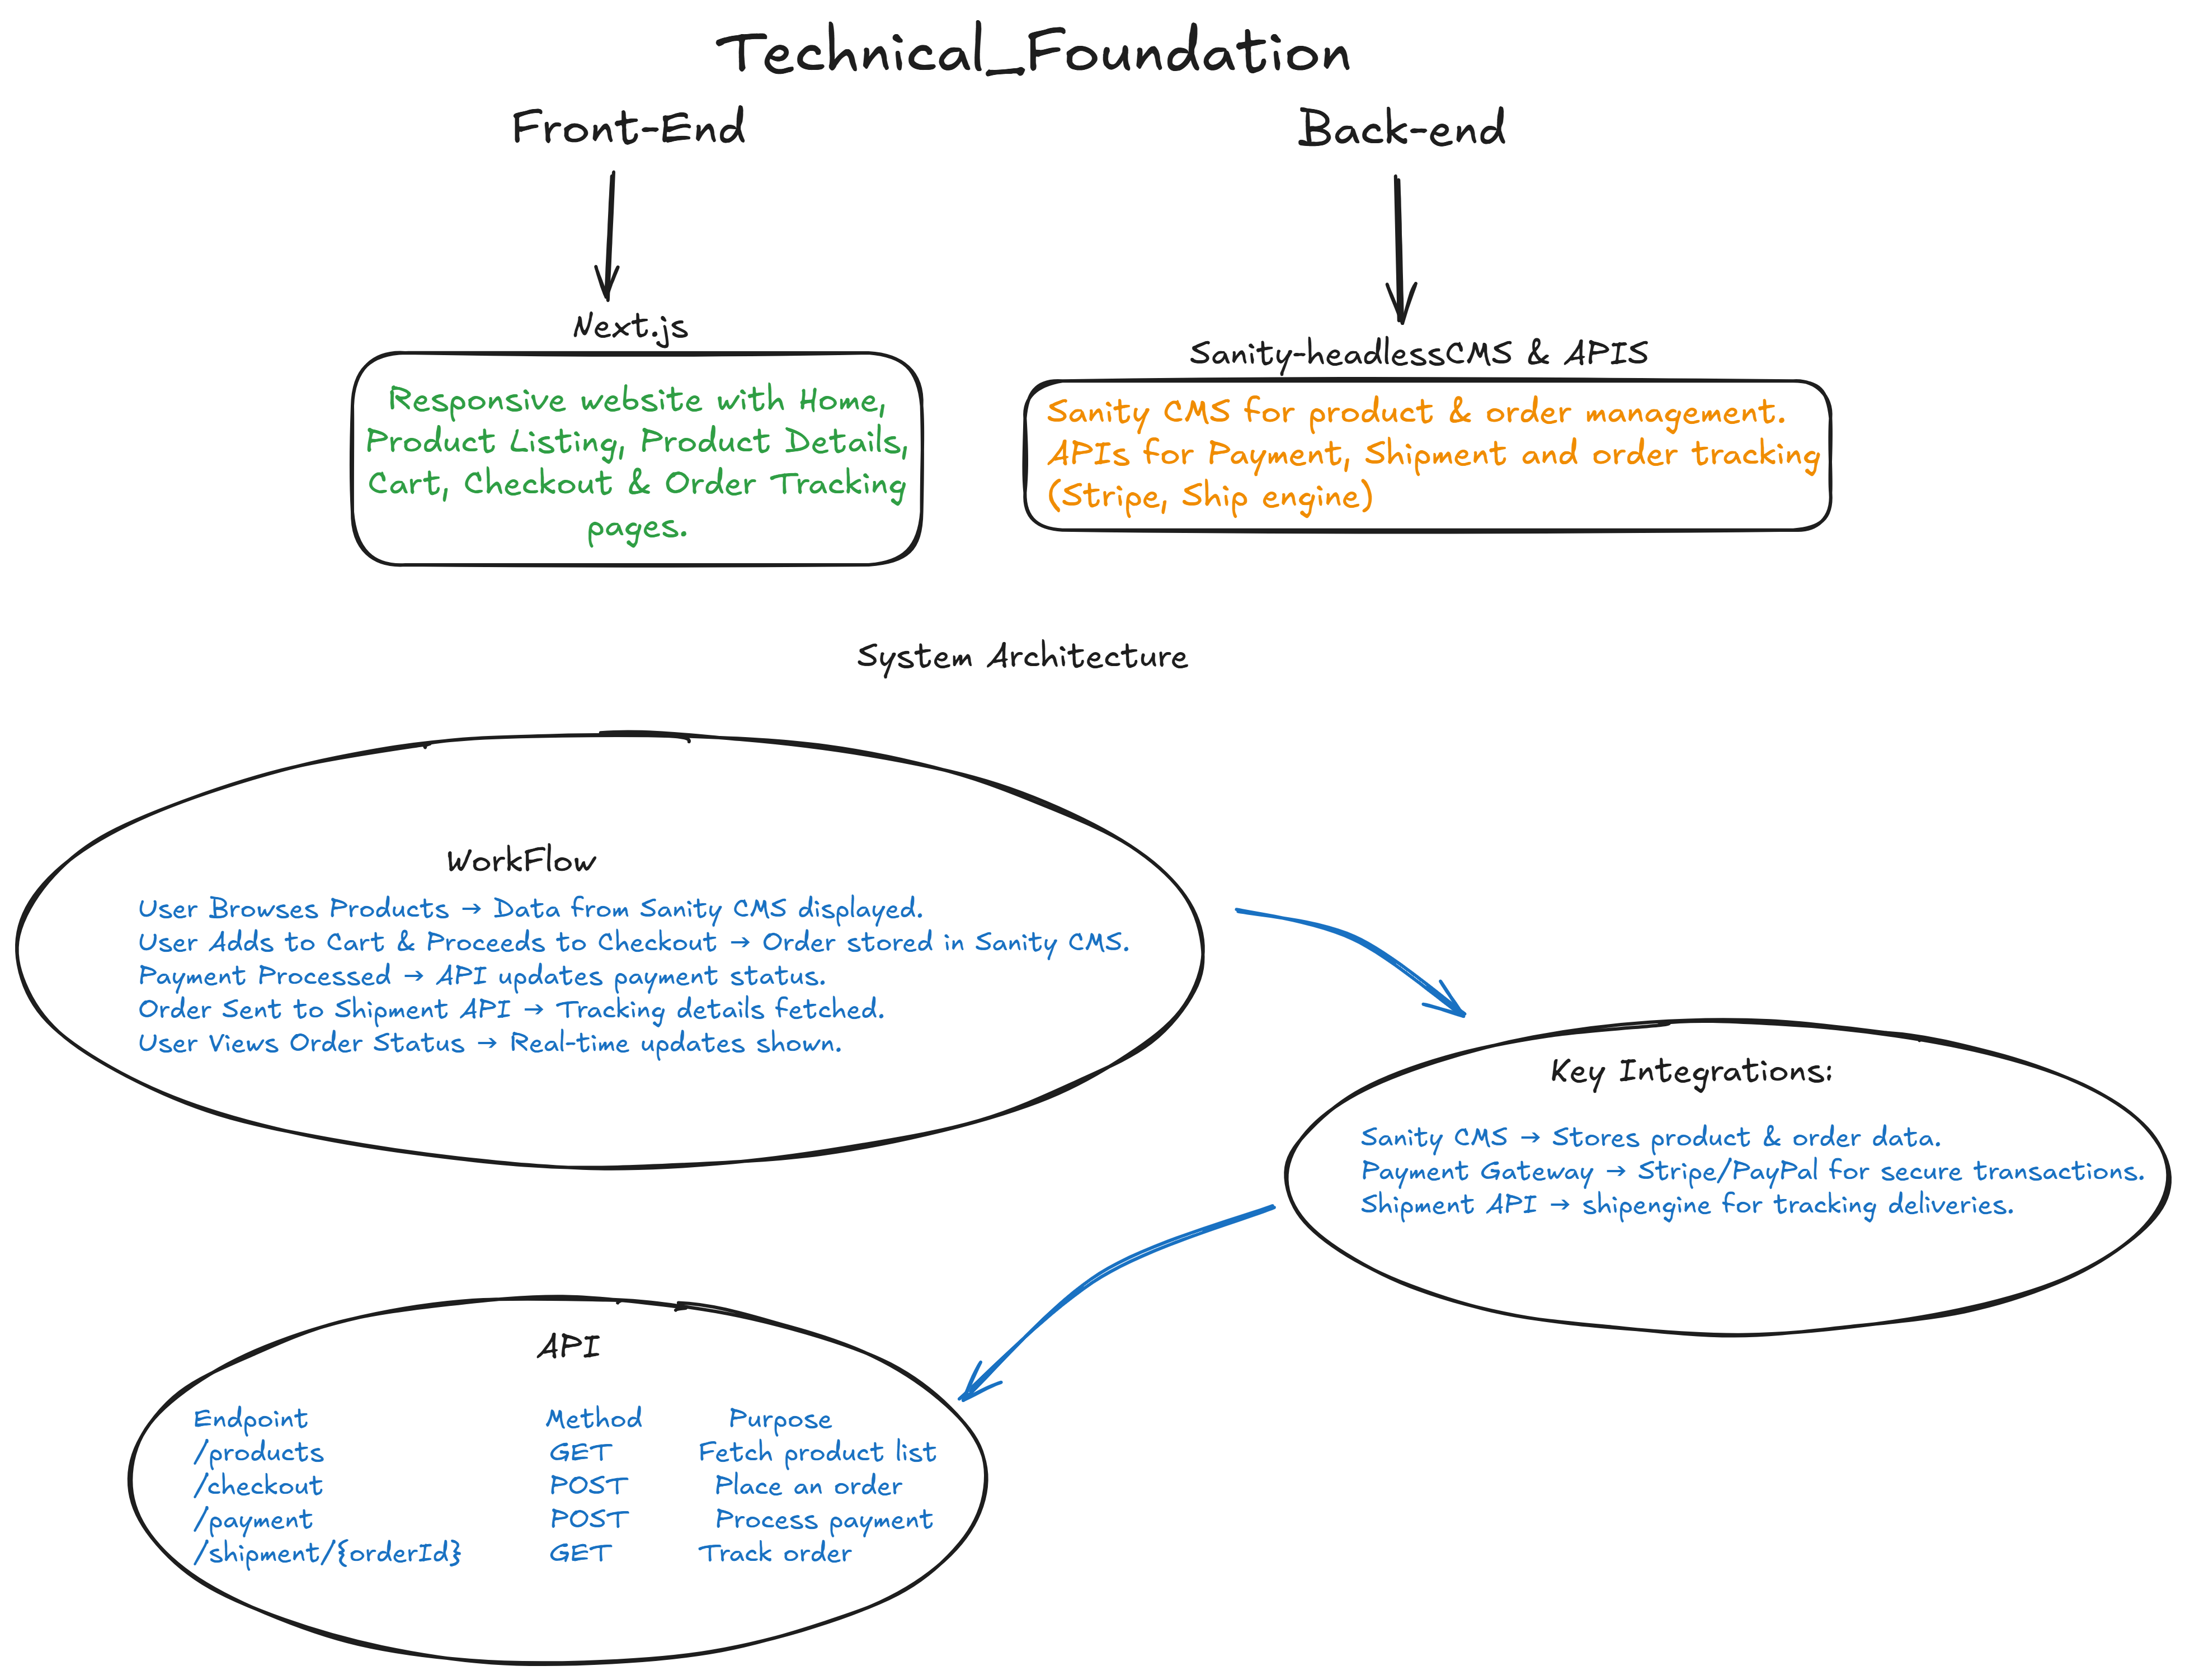 Technical_Foundation
Front-End
Back-end
Next.js
Responsive website with Home,
Product Listing, Product Details,
Cart, Checkout & Order Tracking
pages.
Sanity-headlessCMS & APIS
Sanity CMS for product & order management.
APIs for Payment, Shipment and order tracking
(Stripe, Ship engine)
System Architecture
WorkFlow
User Browses Products → Data from Sanity CMS displayed.
User Adds to Cart & Proceeds to Checkout → Order stored in Sanity CMS.
Payment Processed → API updates payment status.
Order Sent to Shipment API → Tracking details fetched.
User Views Order Status → Real-time updates shown.
Key Integrations:
Sanity CMS → Stores product & order data.
Payment Gateway → Stripe/PayPal for secure transactions.
Shipment API → shipengine for tracking deliveries.
API
Endpoint Method Purpose
/products GET Fetch product list
/checkout POST Place an order
/payment POST Process payment
/shipment/{orderId} GET Track order